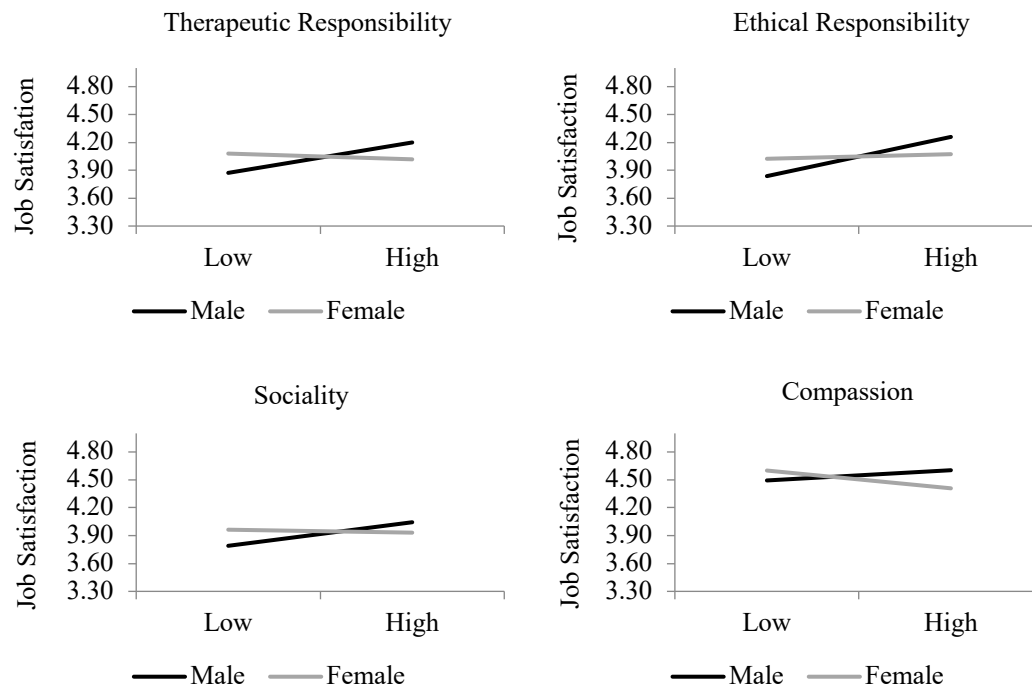 Therapeutic Responsibility
Job Satisfation
4.80
4.50
4.20
3.90
3.60
3.30
Low High
Male Female
Ethical Responsibility
Job Satisfaction
4.80
4.50
4.20
3.90
3.60
3.30
Low High
Male Female
Sociality
Job Satisfaction
4.80
4.50
4.20
3.90
3.60
3.30
Low High
Male Female
Compassion
Job Satisfaction
4.80
4.50
4.20
3.90
3.60
3.30
Low High
Male Female